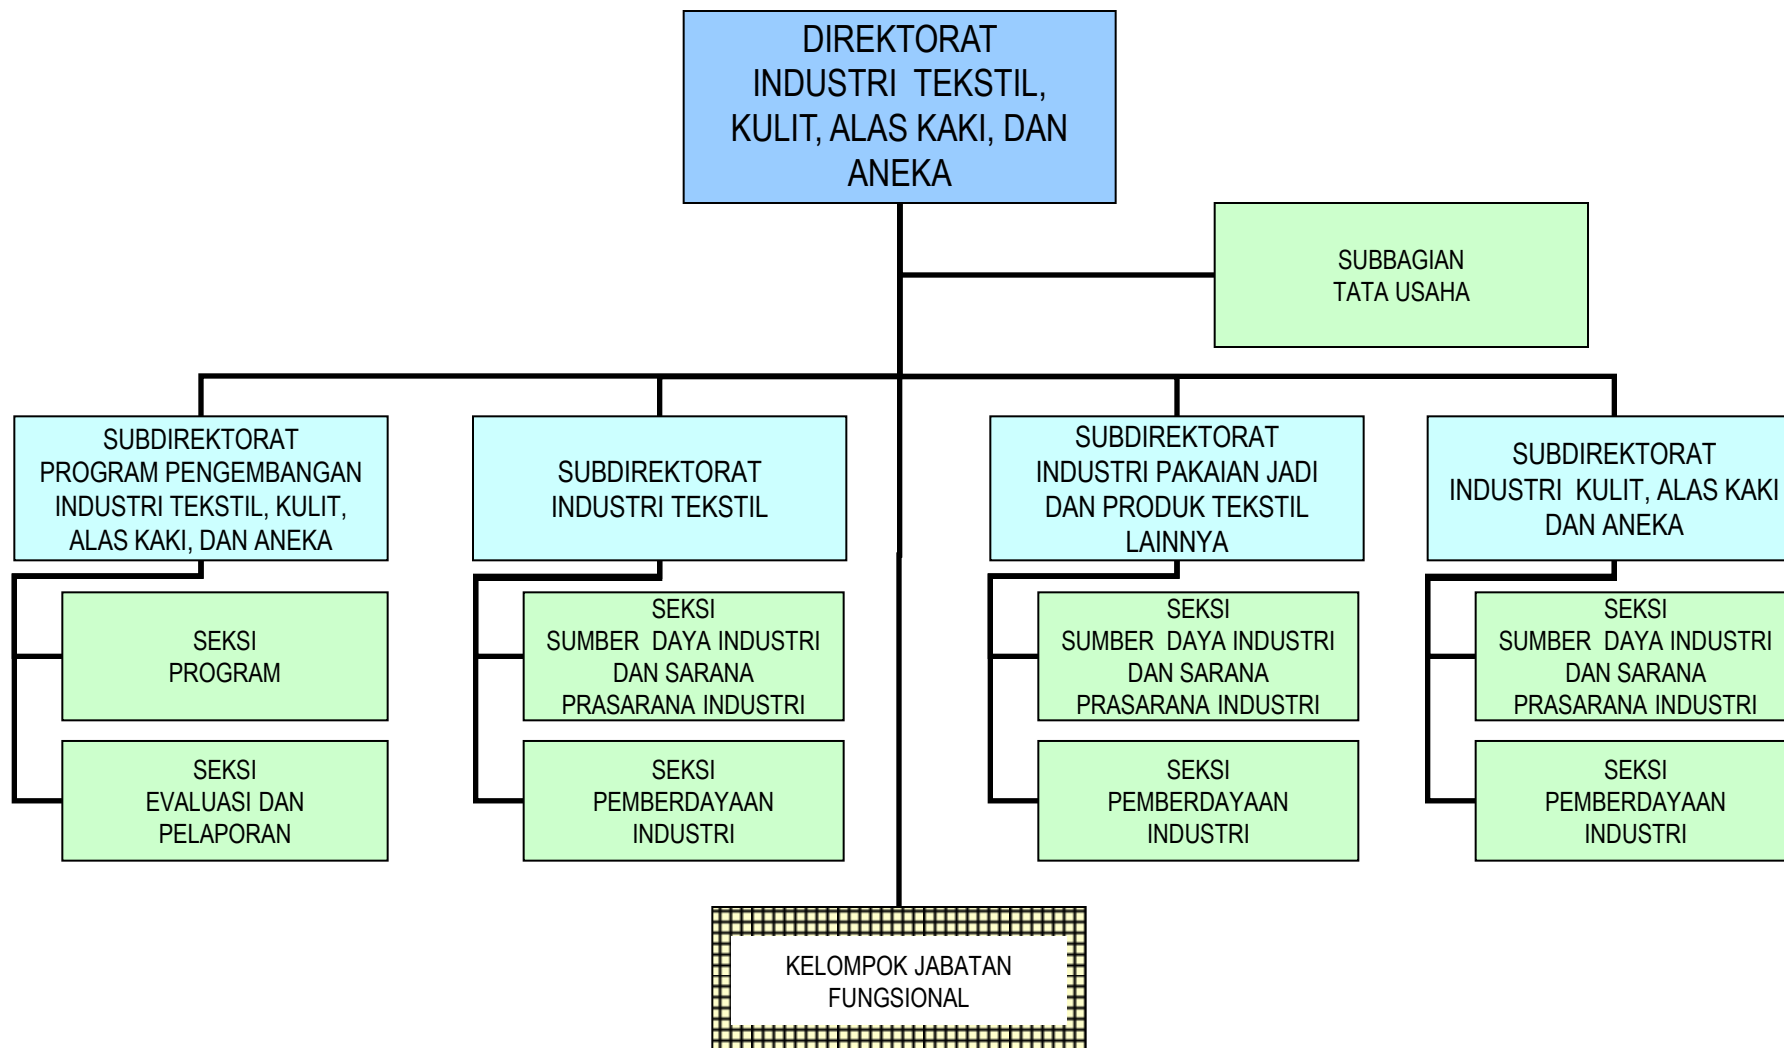 DIREKTORAT
INDUSTRI TEKSTIL,
KULIT, ALAS KAKI, DAN
ANEKA
SUBBAGIAN
TATA USAHA
SUBDIREKTORAT
PROGRAM PENGEMBANGAN
INDUSTRI TEKSTIL, KULIT,
ALAS KAKI, DAN ANEKA
SUBDIREKTORAT
INDUSTRI TEKSTIL
SUBDIREKTORAT
INDUSTRI PAKAIAN JADI
DAN PRODUK TEKSTIL
LAINNYA
SUBDIREKTORAT
INDUSTRI KULIT, ALAS KAKI
DAN ANEKA
SEKSI
PROGRAM
SEKSI
SUMBER DAYA INDUSTRI
DAN SARANA
PRASARANA INDUSTRI
SEKSI
SUMBER DAYA INDUSTRI
DAN SARANA
PRASARANA INDUSTRI
SEKSI
SUMBER DAYA INDUSTRI
DAN SARANA
PRASARANA INDUSTRI
SEKSI
EVALUASI DAN
PELAPORAN
SEKSI
PEMBERDAYAAN
INDUSTRI
SEKSI
PEMBERDAYAAN
INDUSTRI
SEKSI
PEMBERDAYAAN
INDUSTRI
KELOMPOK JABATAN
FUNGSIONAL